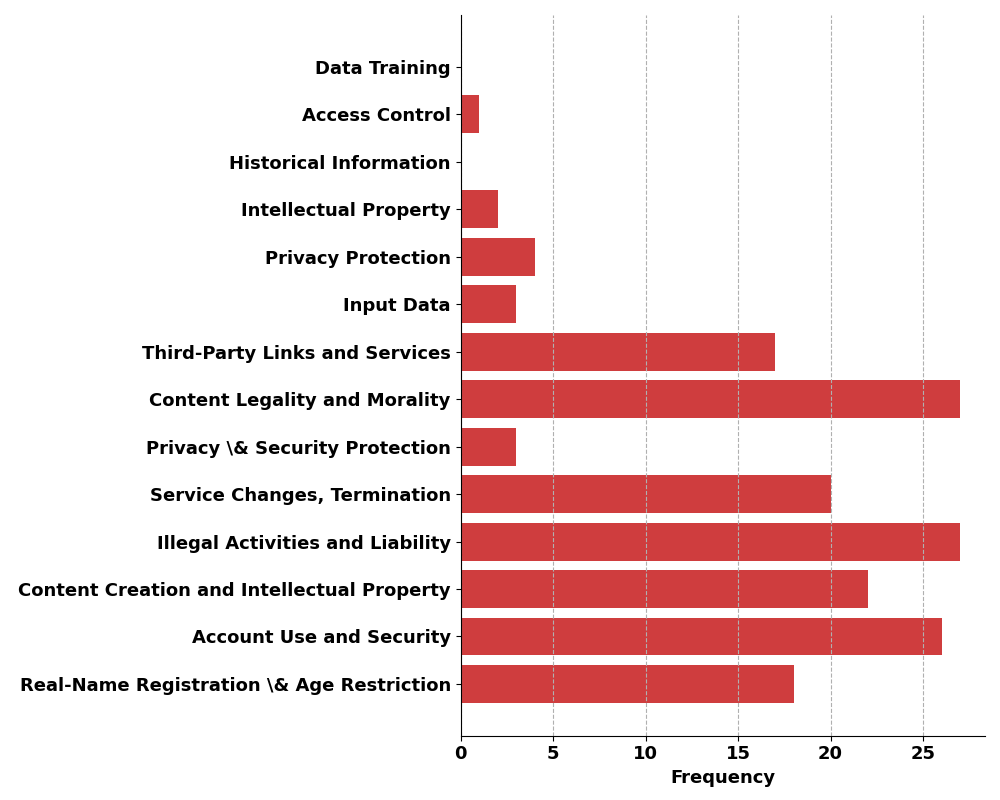 Data Training
Access Control
Historical Information
Intellectual Property
Privacy Protection
Input Data
Third-Party Links and Services
Content Legality and Morality
Privacy \& Security Protection
Service Changes, Termination
Illegal Activities and Liability
Content Creation and Intellectual Property
Account Use and Security
Real-Name Registration \& Age Restriction
0 5 10 15 20 25
Frequency